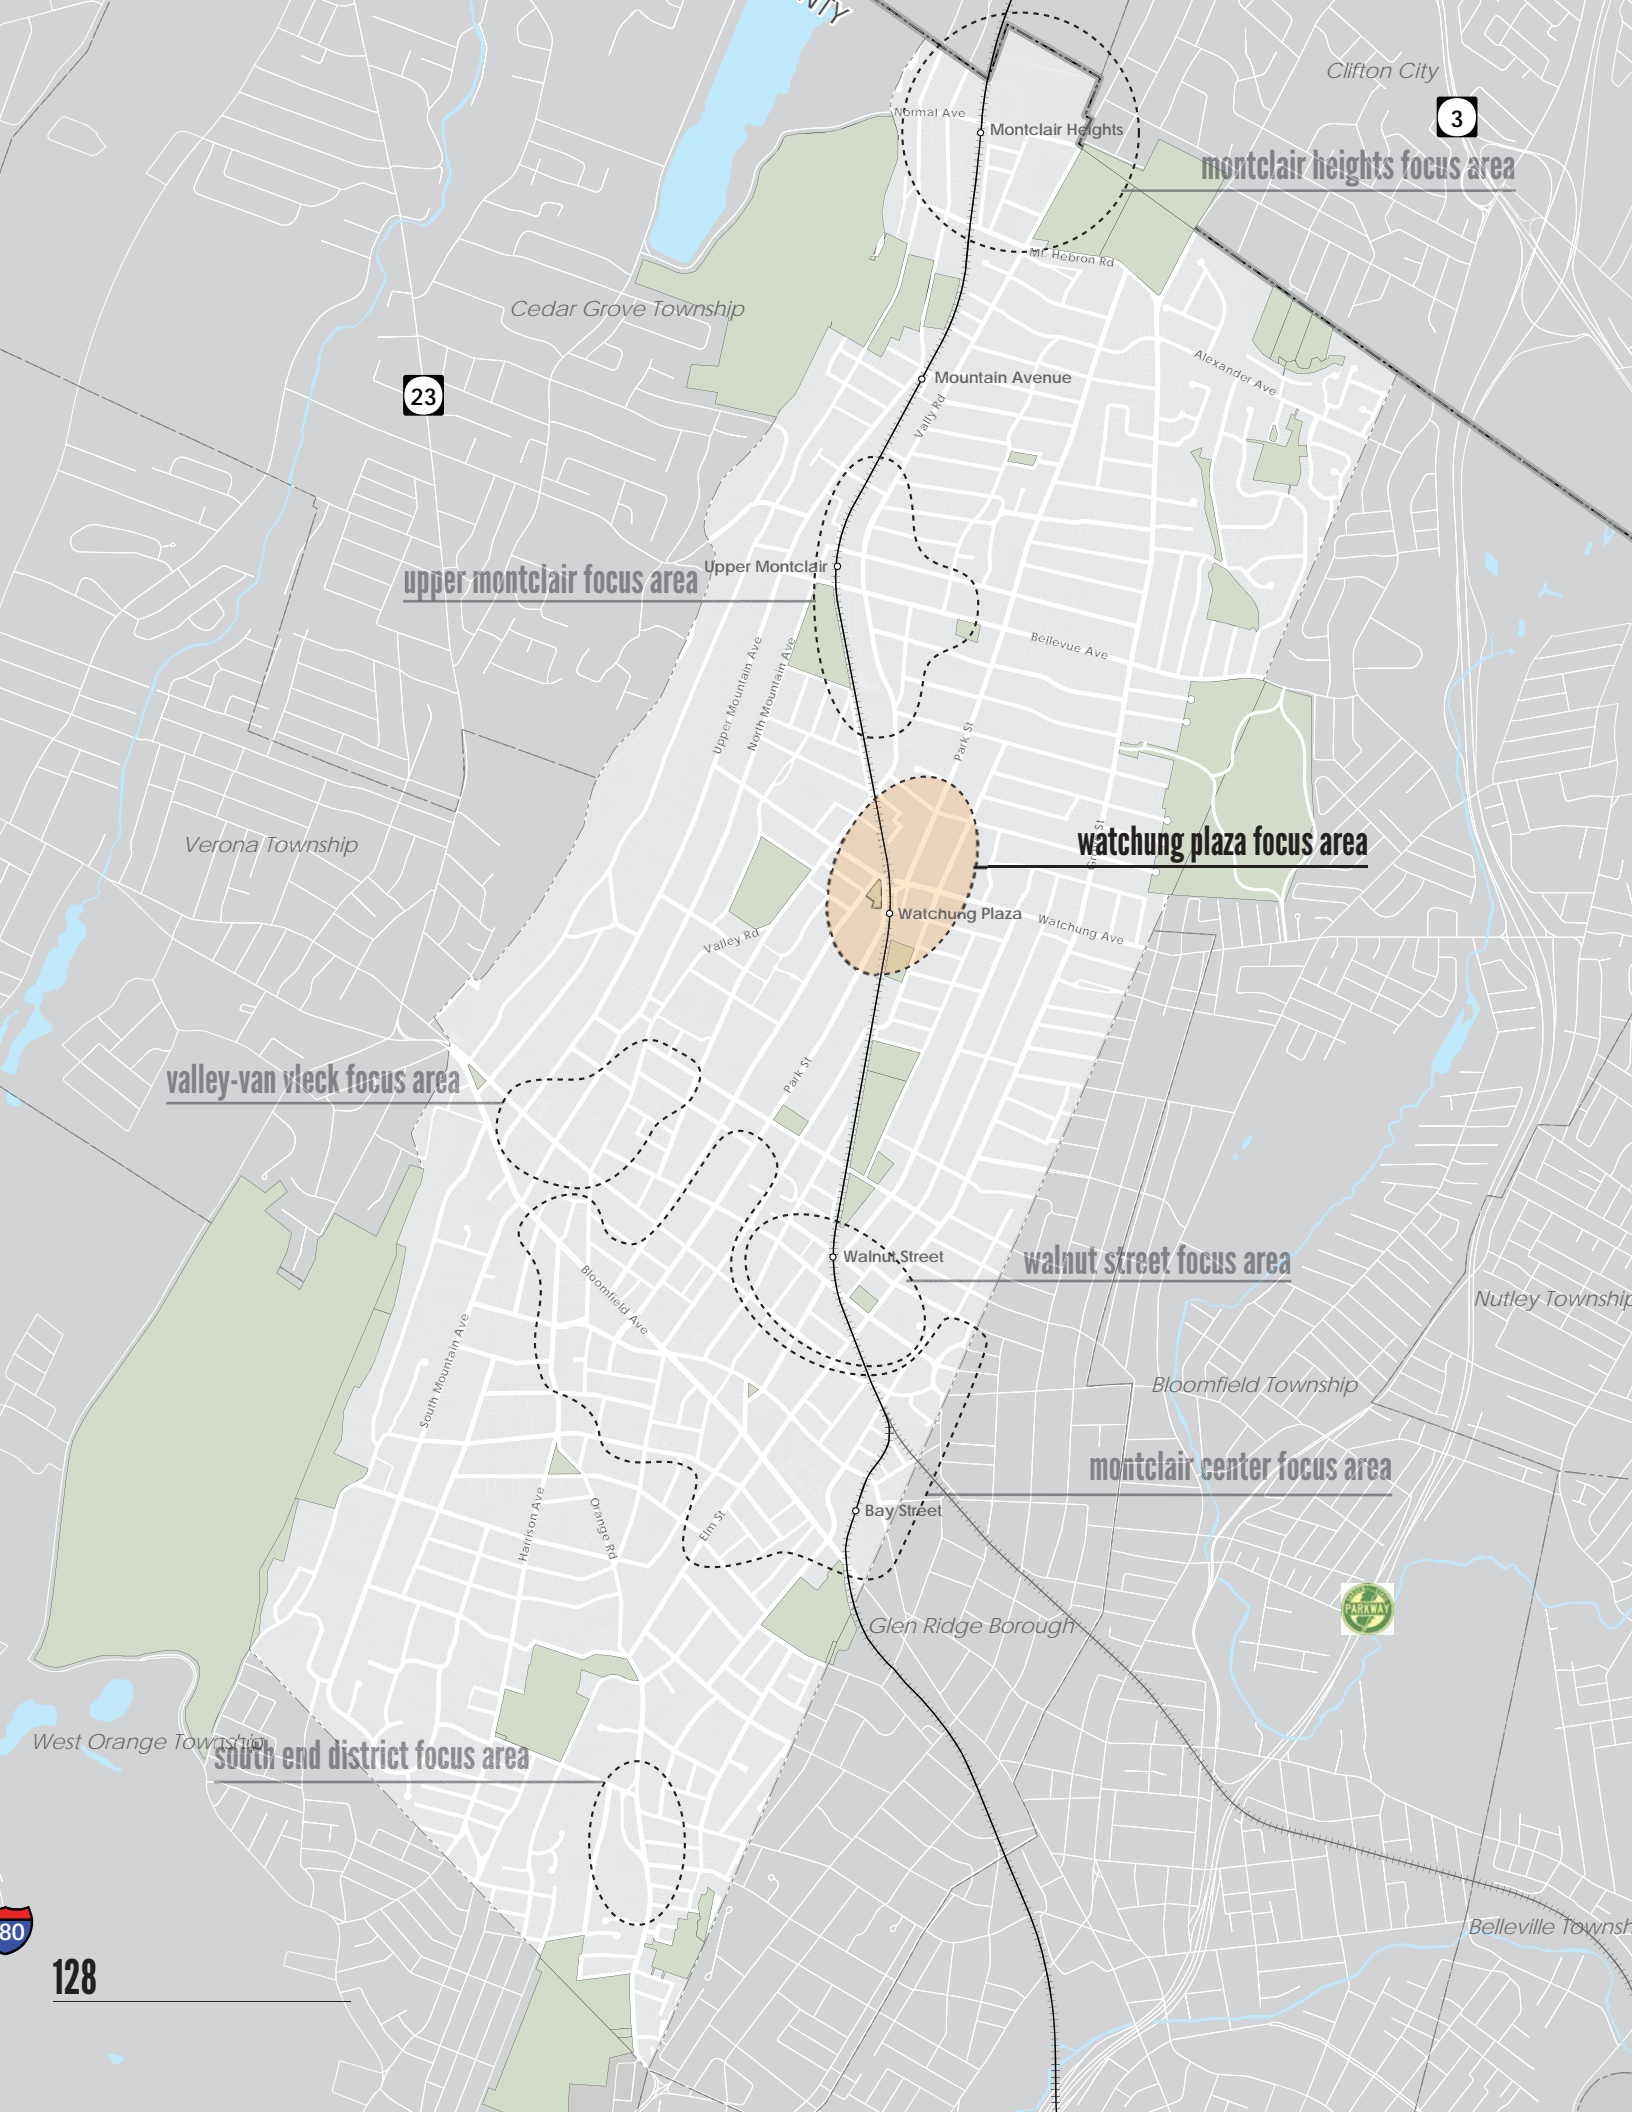 Clifton City
3
Normal Ave
Montclair Heights
montclair heights focus area
Mt. Hebron Rd
Cedar Grove Township
Alexander Ave
Mountain Avenue
23
Vally Rd
Upper Montclair
upper montclair focus area
Bellevue Ave
Upper Mountain Ave
North Mountain Ave
Park St
watchung plaza focus area
Verona Township
Watchung Plaza
Watchung Ave
Valley Rd
Park St
valley-van vleck focus area
Walnut Street
walnut street focus area
Bloomfield Ave
Nutley Township
South Mountain Ave
Bloomfield Township
montclair center focus area
Harrison Ave
Orange Rd
Elm St
Bay Street
PARKWAY
Glen Ridge Borough
West Orange Township
south end district focus area
80
Belleville Townsh
128